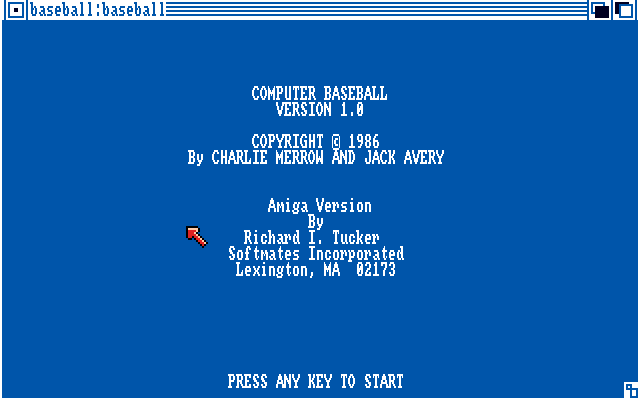 baseball:baseball
COMPUTER BASEBALL
VERSION 1.0
COPYRIGHT © 1986
By CHARLIE MERROW AND JACK AVERY
Amiga Version
By
Richard I. Tucker
Softmates Incorporated
Lexington, MA  02173
PRESS ANY KEY TO START